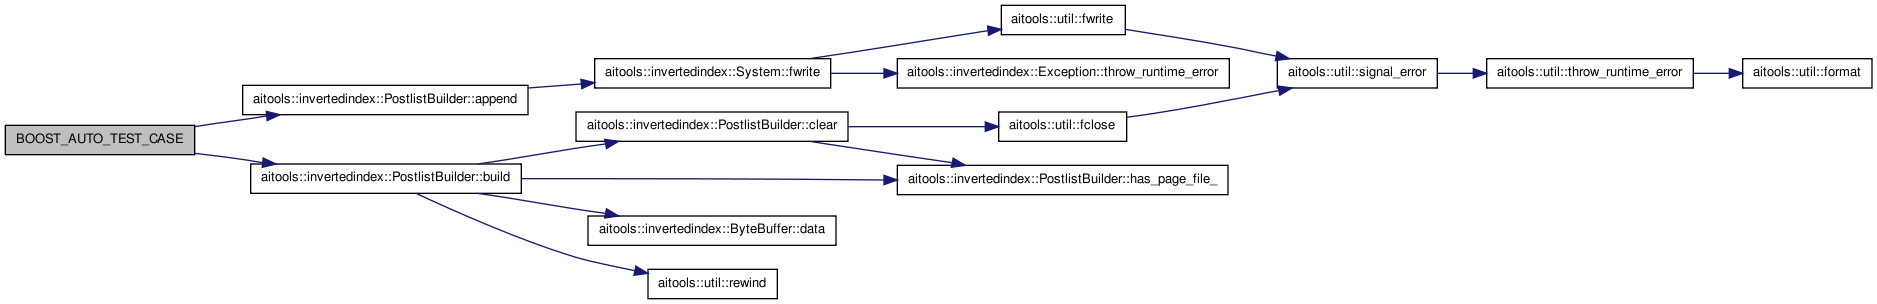 BOOST_AUTO_TEST_CASE
aitools::invertedindex::PostlistBuilder::append
aitools::invertedindex::PostlistBuilder::build
aitools::invertedindex::System::fwrite
aitools::invertedindex::PostlistBuilder::clear
aitools::invertedindex::ByteBuffer::data
aitools::util::rewind
aitools::util::fwrite
aitools::invertedindex::Exception::throw_runtime_error
aitools::util::fclose
aitools::invertedindex::PostlistBuilder::has_page_file_
aitools::util::signal_error
aitools::util::throw_runtime_error
aitools::util::format